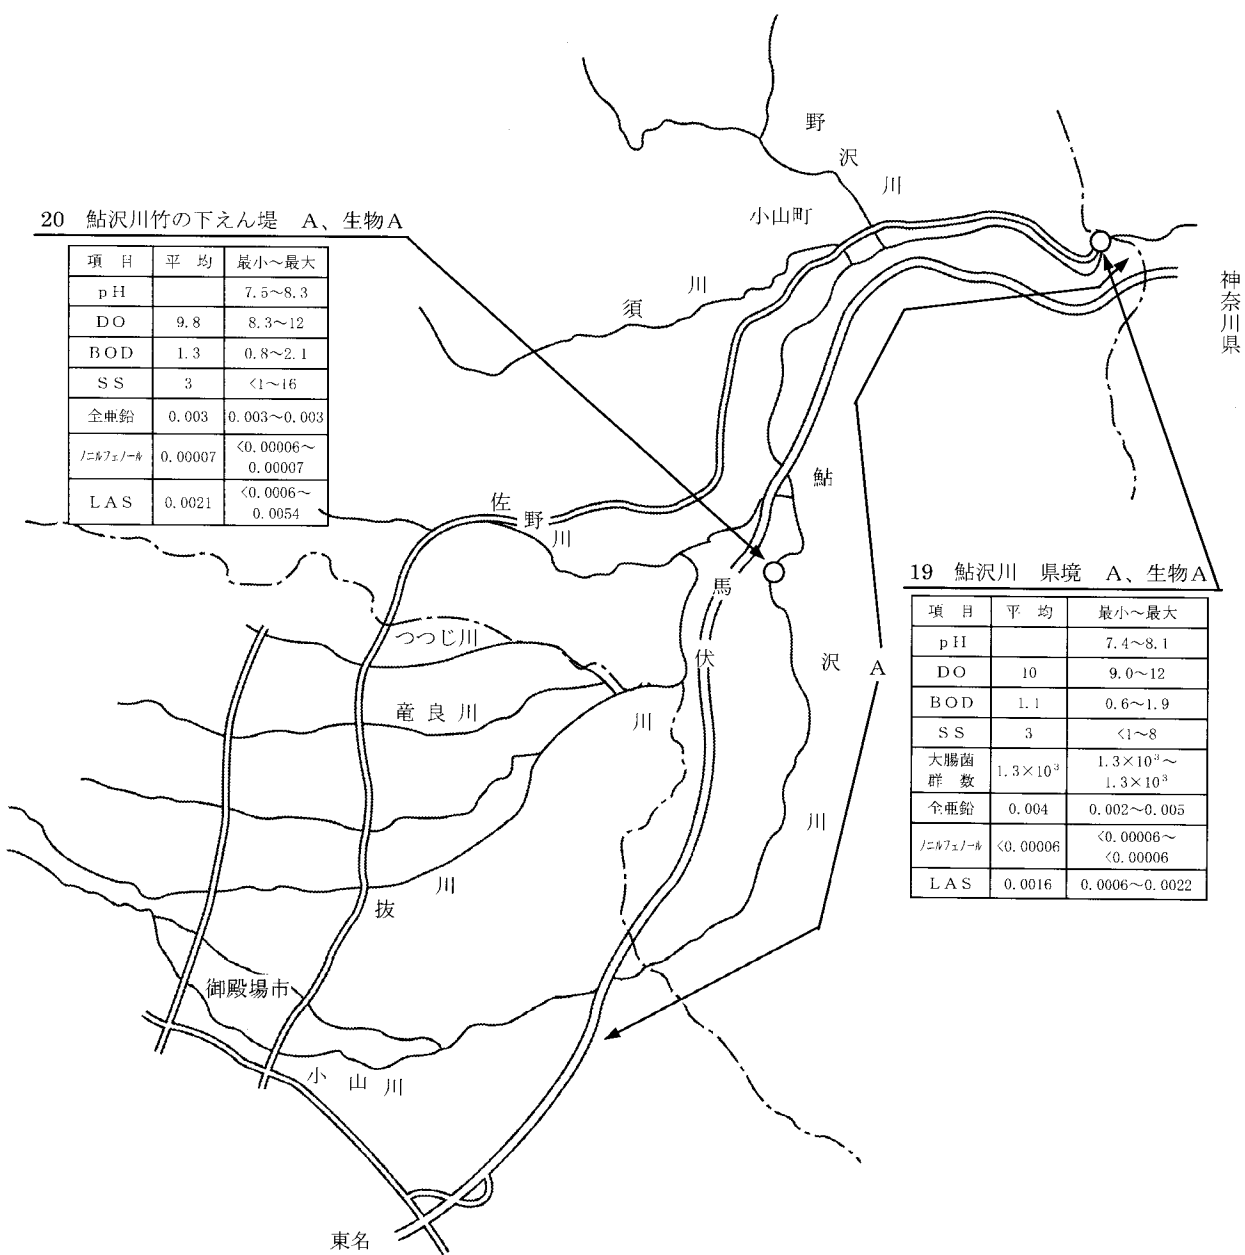 野沢川
小山町
須川
神奈川県
20 鮎沢川竹の下えん堤 A、生物A
項 目 平 均 最小～最大
pH 7.5～8.3
DO 9.8 8.3～12
BOD 1.3 0.8～2.1
SS 3 <1～16
全亜鉛 0.003 0.003～0.003
ノニルフェノール 0.00007 <0.00006～
0.00007
LAS 0.0021 <0.0006～
0.0054
佐野川
鮎沢川
馬伏川
A
19 鮎沢川 県境 A、生物A
項 目 平 均 最小～最大
pH 7.4～8.1
DO 10 9.0～12
BOD 1.1 0.6～1.9
SS 3 <1～8
大腸菌
群 数 1.3×10³ 1.3×10³～
1.3×10³
全亜鉛 0.004 0.002～0.005
ノニルフェノール <0.00006 <0.00006～
<0.00006
LAS 0.0016 0.0006～0.0022
つつじ川
竜良川
抜川
御殿場市
小山川
東名